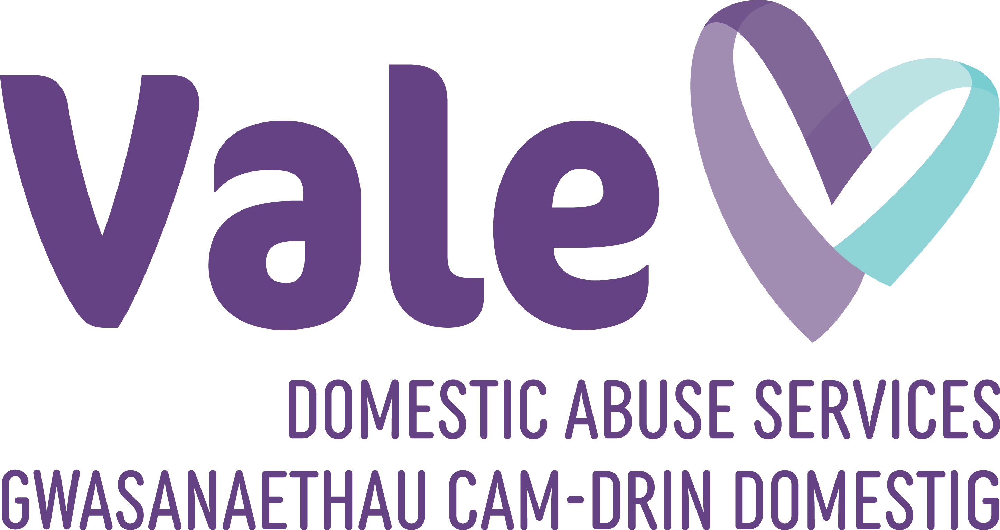 Vale
DOMESTIC ABUSE SERVICES
GWASANAETHAU CAM-DRIN DOMESTIG